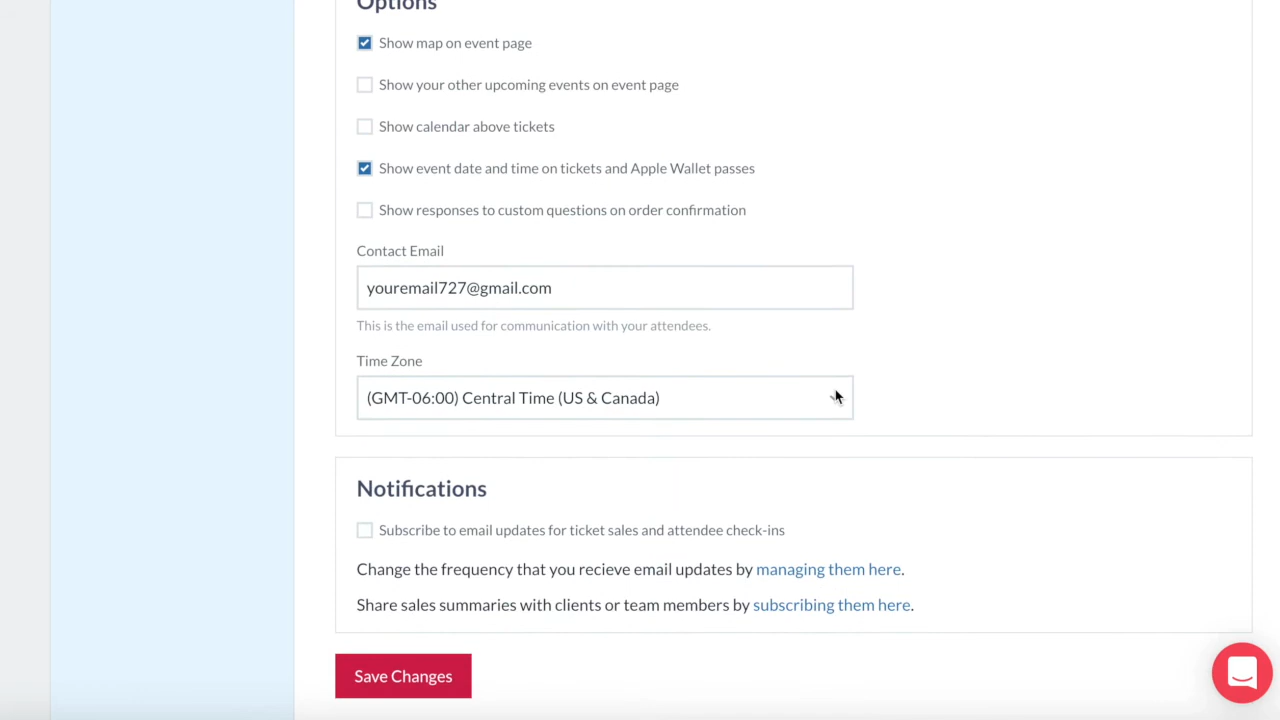 Options
Show map on event page
Show your other upcoming events on event page
Show calendar above tickets
Show event date and time on tickets and Apple Wallet passes
Show responses to custom questions on order confirmation
Contact Email
youremail727@gmail.com
This is the email used for communication with your attendees.
Time Zone
(GMT-06:00) Central Time (US & Canada)
Notifications
Subscribe to email updates for ticket sales and attendee check-ins
Change the frequency that you recieve email updates by managing them here.
Share sales summaries with clients or team members by subscribing them here.
Save Changes